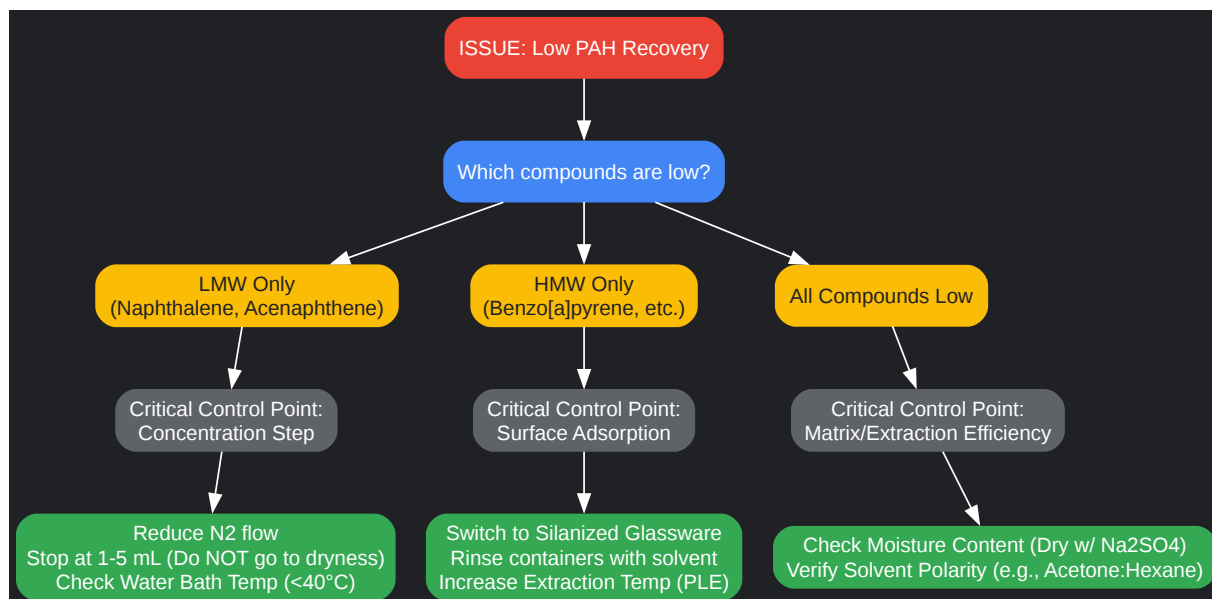 ISSUE: Low PAH Recovery
Which compounds are low?
LMW Only
(Naphthalene, Acenaphthene)
HMW Only
(Benzo[a]pyrene, etc.)
All Compounds Low
Critical Control Point:
Concentration Step
Critical Control Point:
Surface Adsorption
Critical Control Point:
Matrix/Extraction Efficiency
Reduce N2 flow
Stop at 1-5 mL (Do NOT go to dryness)
Check Water Bath Temp (<40°C)
Switch to Silanized Glassware
Rinse containers with solvent
Increase Extraction Temp (PLE)
Check Moisture Content (Dry w/ Na2SO4)
Verify Solvent Polarity (e.g., Acetone:Hexane)